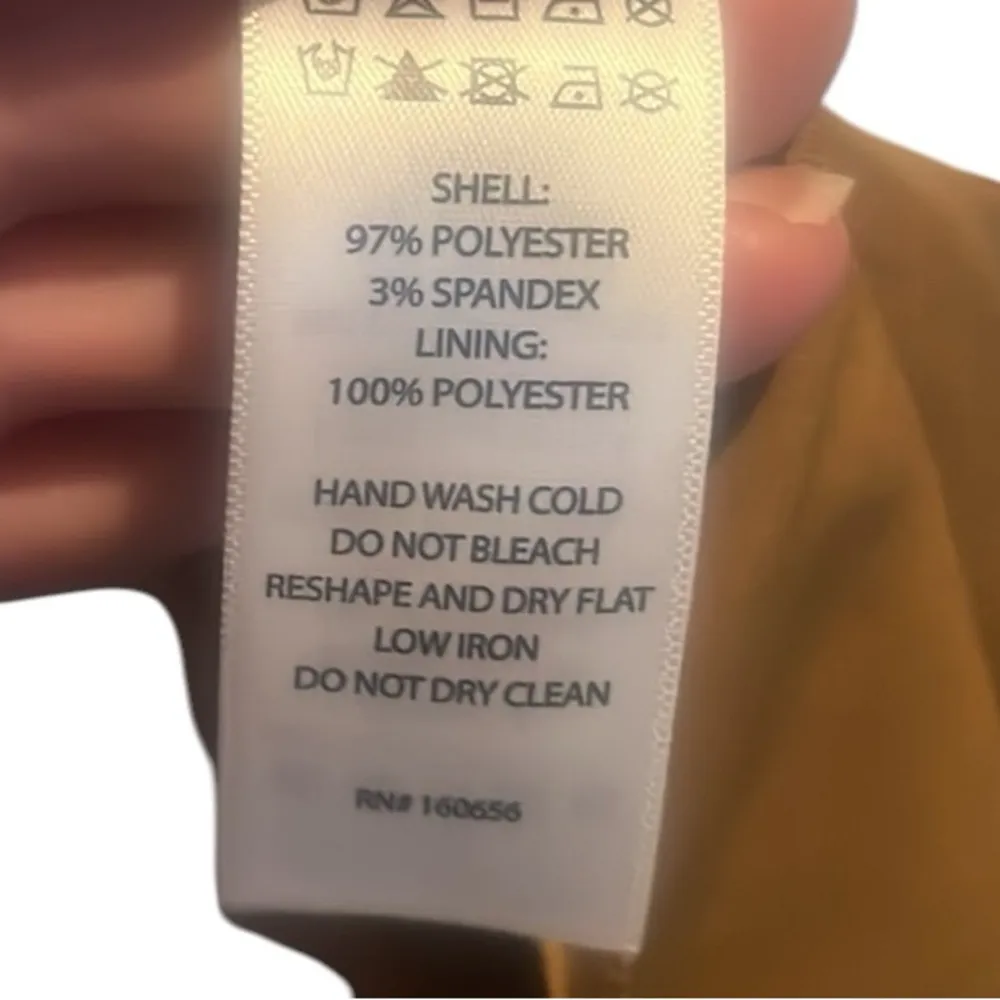 SHELL:
97% POLYESTER
3% SPANDEX
LINING:
100% POLYESTER
HAND WASH COLD
DO NOT BLEACH
RESHAPE AND DRY FLAT
LOW IRON
DO NOT DRY CLEAN
RN# 160656